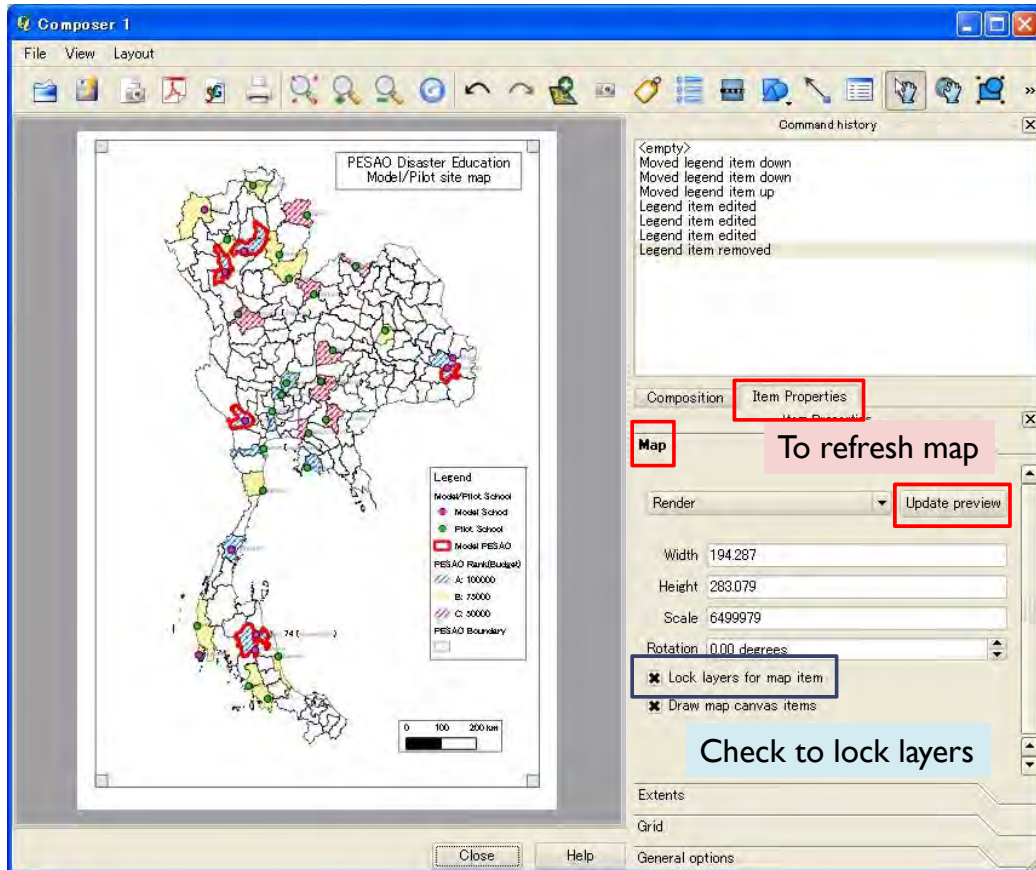 Composer 1
File View Layout
Command history
<empty>
Moved legend item down
Moved legend item down
Moved legend item up
Legend item edited
Legend item edited
Legend item edited
Legend item removed
PESAO Disaster Education
Model/Pilot site map
Legend
Model/Pilot School
Model School
Pilot School
Model PESAO
PESAO Rank(Budget)
A: 100000
B: 75000
C: 50000
PESAO Boundary
74 (
)
0 100 200 km
Composition Item Properties
Item Properties
Map
To refresh map
Render Update preview
Width 194.287
Height 283.079
Scale 6499979
Rotation 0.00 degrees
Lock layers for map item
Draw map canvas items
Check to lock layers
Extents
Grid
General options
Close Help